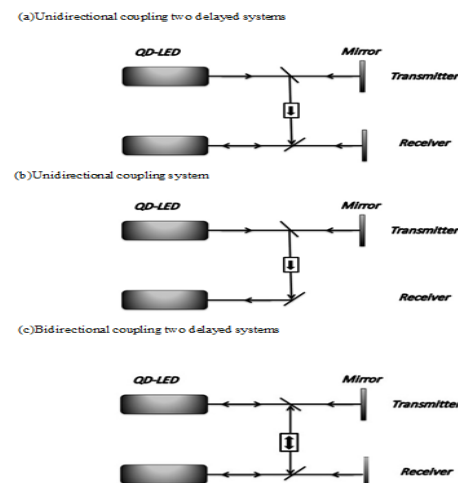 (a)Unidirectional coupling two delayed systems
QD-LED Mirror
Transmitter
Receiver
(b)Unidirectional coupling system
QD-LED Mirror
Transmitter
Receiver
(c)Bidirectional coupling two delayed systems
QD-LED Mirror
Transmitter
Receiver